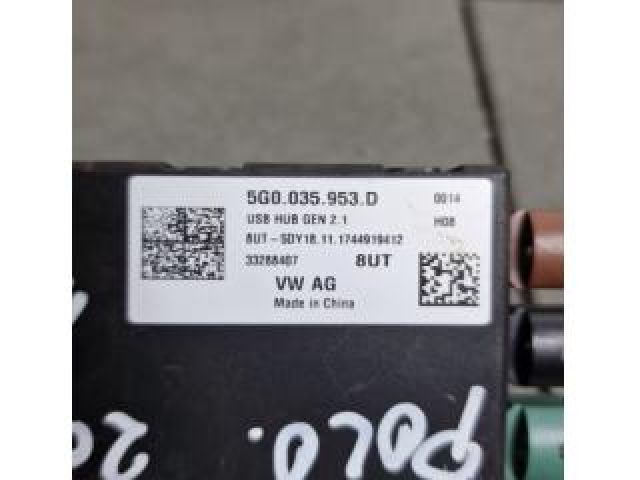 5G0.035.953.D 0014
USB HUB GEN 2.1 H08
8UT-SDY18.11.1744919412
33288407 8UT
VW AG
Made in China
POLO.
20